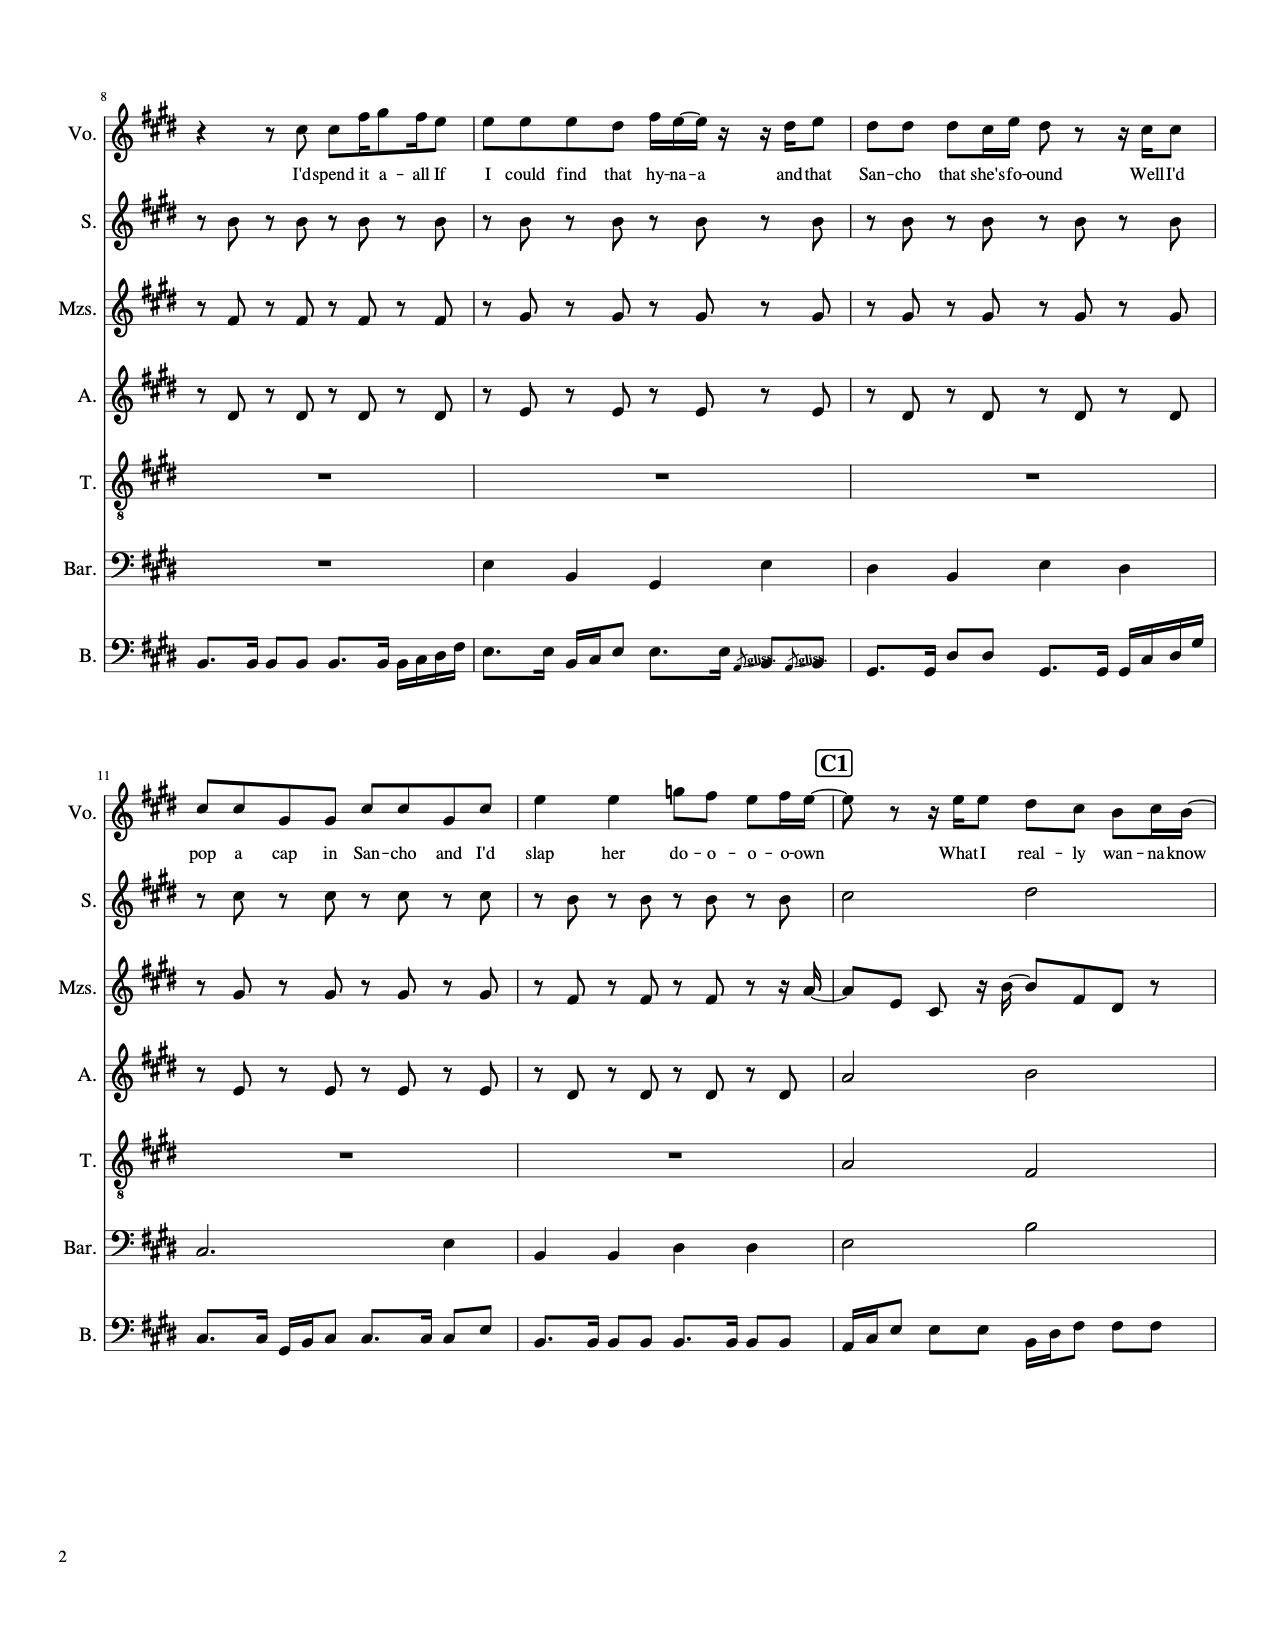 8
Vo.
I'd spend it a - all If I could find that hy-na-a and that San-cho that she's fo-ound Well I'd
S.
Mzs.
A.
T.
8
Bar.
B.
gliss. gliss.
C1
11
Vo.
pop a cap in San-cho and I'd slap her do-o-o-o-own What I real-ly wan-na know
S.
Mzs.
A.
T.
8
Bar.
B.
2